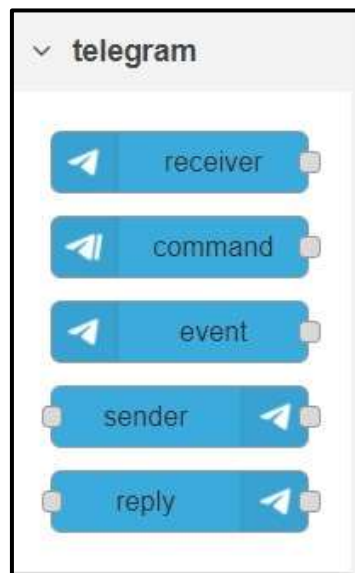 telegram
receiver
command
event
sender
reply